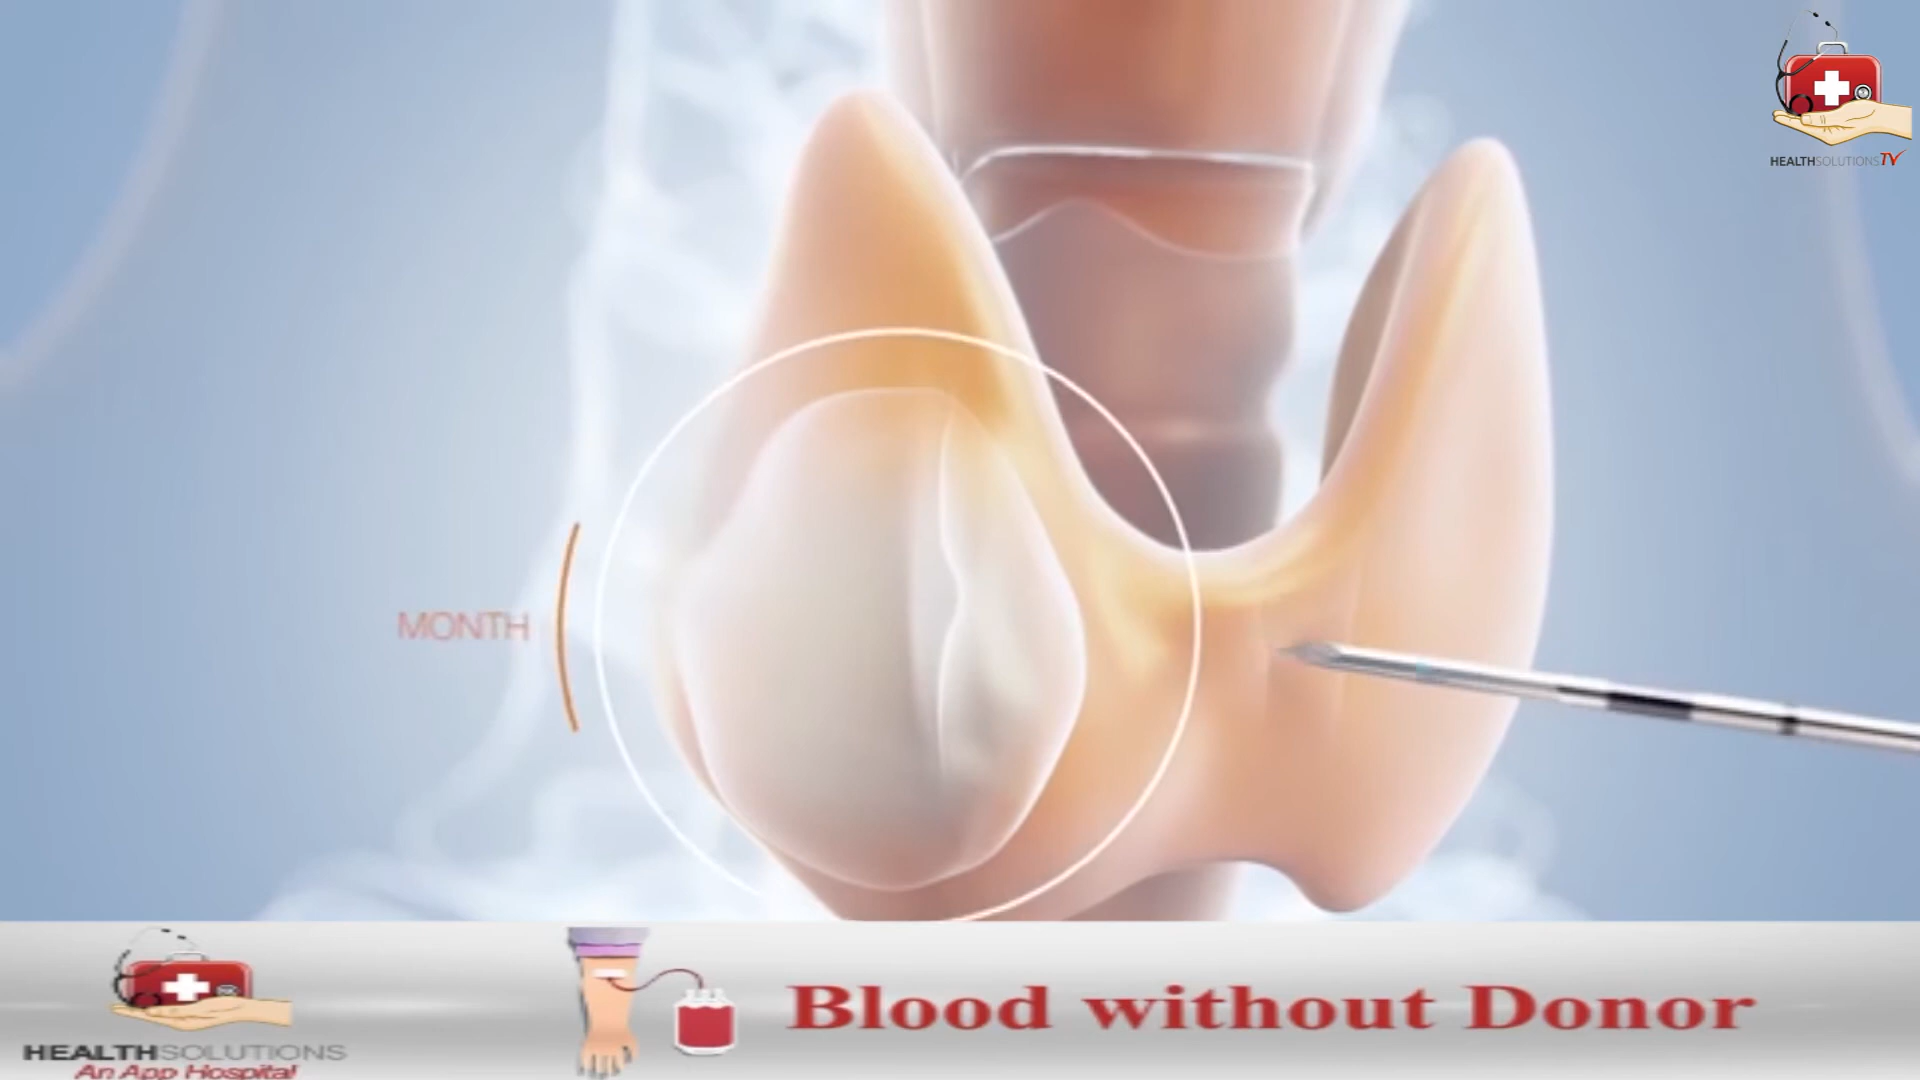 HEALTHSOLUTIONSTV
MONTH
Blood without Donor
HEALTHSOLUTIONS
An App Hospital